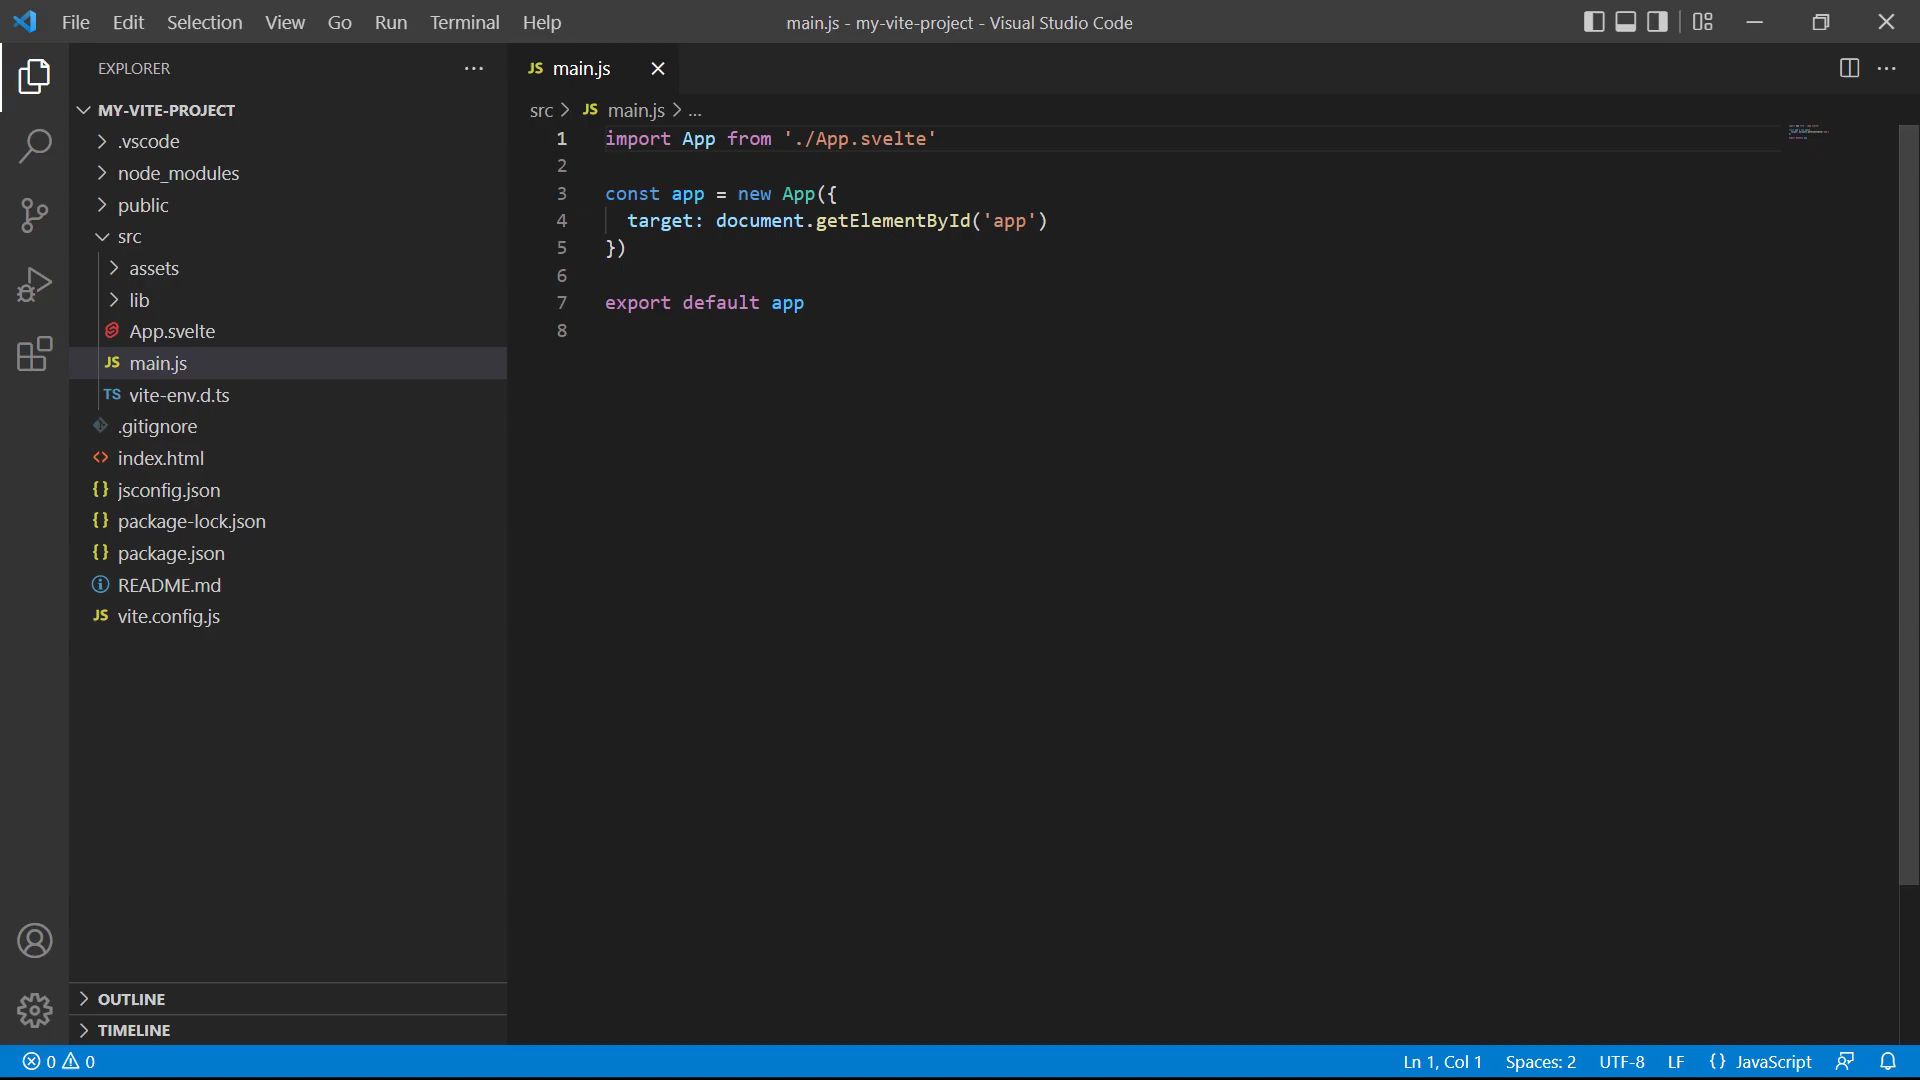 File Edit Selection View Go Run Terminal Help
main.js - my-vite-project - Visual Studio Code
EXPLORER
MY-VITE-PROJECT
.vscode
node_modules
public
src
assets
lib
App.svelte
JS main.js
TS vite-env.d.ts
.gitignore
index.html
{} jsconfig.json
{} package-lock.json
{} package.json
README.md
JS vite.config.js
OUTLINE
TIMELINE
JS main.js
src > JS main.js > ...
1 import App from './App.svelte'
2
3 const app = new App({
4 target: document.getElementById('app')
5 })
6
7 export default app
8
0 0
Ln 1, Col 1 Spaces: 2 UTF-8 LF {} JavaScript